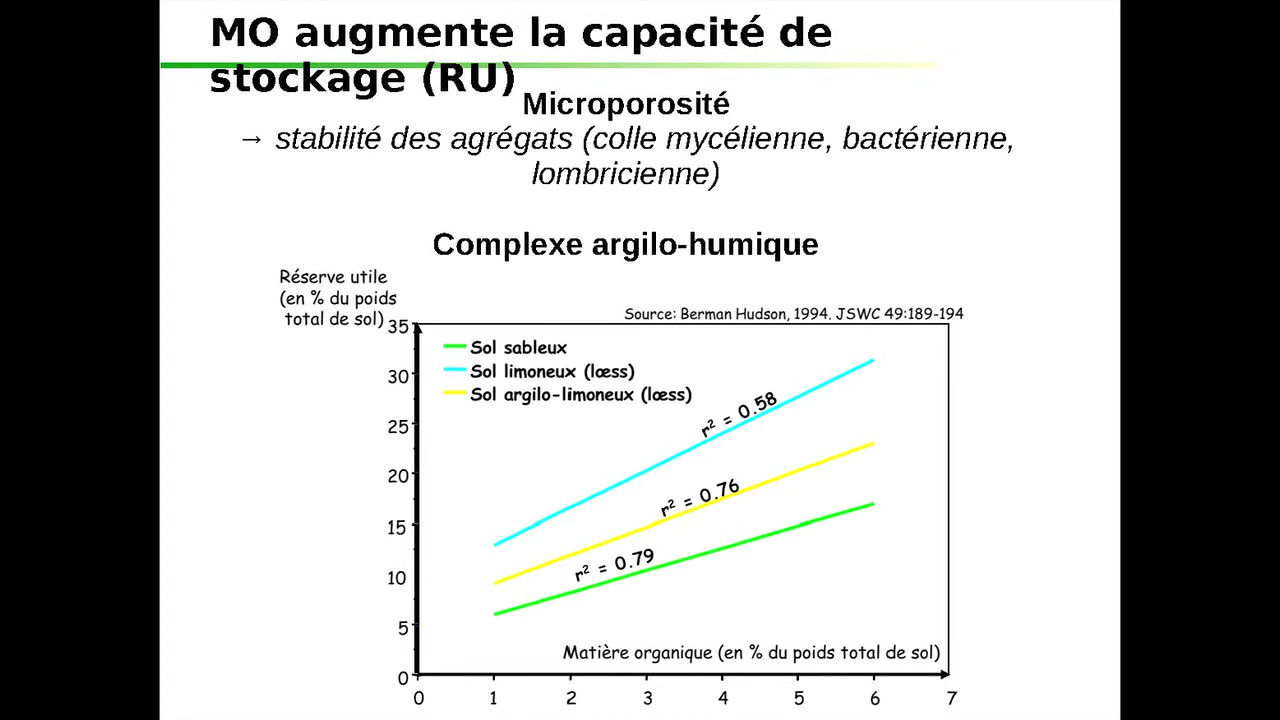 MO augmente la capacité de
stockage (RU)
Microporosité
→ stabilité des agrégats (colle mycélienne, bactérienne,
lombricienne)
Complexe argilo-humique
Réserve utile
(en % du poids
total de sol)
Source: Berman Hudson, 1994. JSWC 49:189-194
35
30
25
20
15
10
5
0
Sol sableux
Sol limoneux (lœss)
Sol argilo-limoneux (lœss)
r² = 0.58
r² = 0.76
r² = 0.79
Matière organique (en % du poids total de sol)
0 1 2 3 4 5 6 7